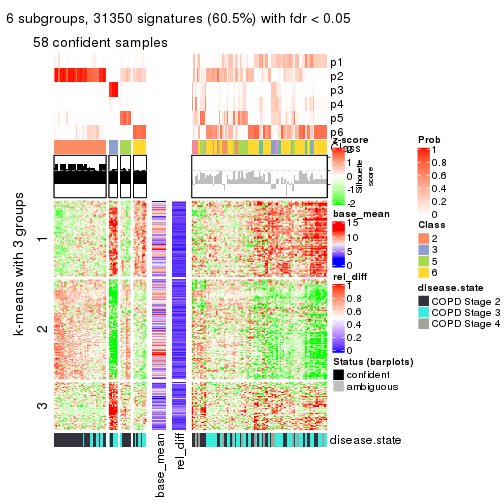 6 subgroups, 31350 signatures (60.5%) with fdr < 0.05
58 confident samples
p1
p2
p3
p4
p5
p6
Class
Silhouette
score
k-means with 3 groups
1
2
3
base_mean
rel_diff
disease.state
z-score
2
1
0
-1
-2
base_mean
15
10
5
0
rel_diff
1
0.8
0.6
0.4
0.2
0
Status (barplots)
confident
ambiguous
Prob
1
0.8
0.6
0.4
0.2
0
Class
2
3
5
6
disease.state
COPD Stage 2
COPD Stage 3
COPD Stage 4